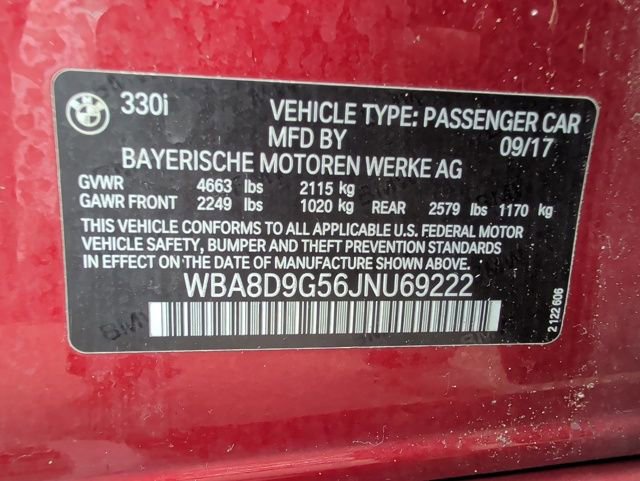 BMW
330i VEHICLE TYPE: PASSENGER CAR
MFD BY 09/17
BAYERISCHE MOTOREN WERKE AG
GVWR 4663 lbs 2115 kg
GAWR FRONT 2249 lbs 1020 kg REAR 2579 lbs 1170 kg
THIS VEHICLE CONFORMS TO ALL APPLICABLE U.S. FEDERAL MOTOR
VEHICLE SAFETY, BUMPER AND THEFT PREVENTION STANDARDS
IN EFFECT ON THE DATE OF MANUFACTURE SHOWN ABOVE.
WBA8D9G56JNU69222
2 122 606